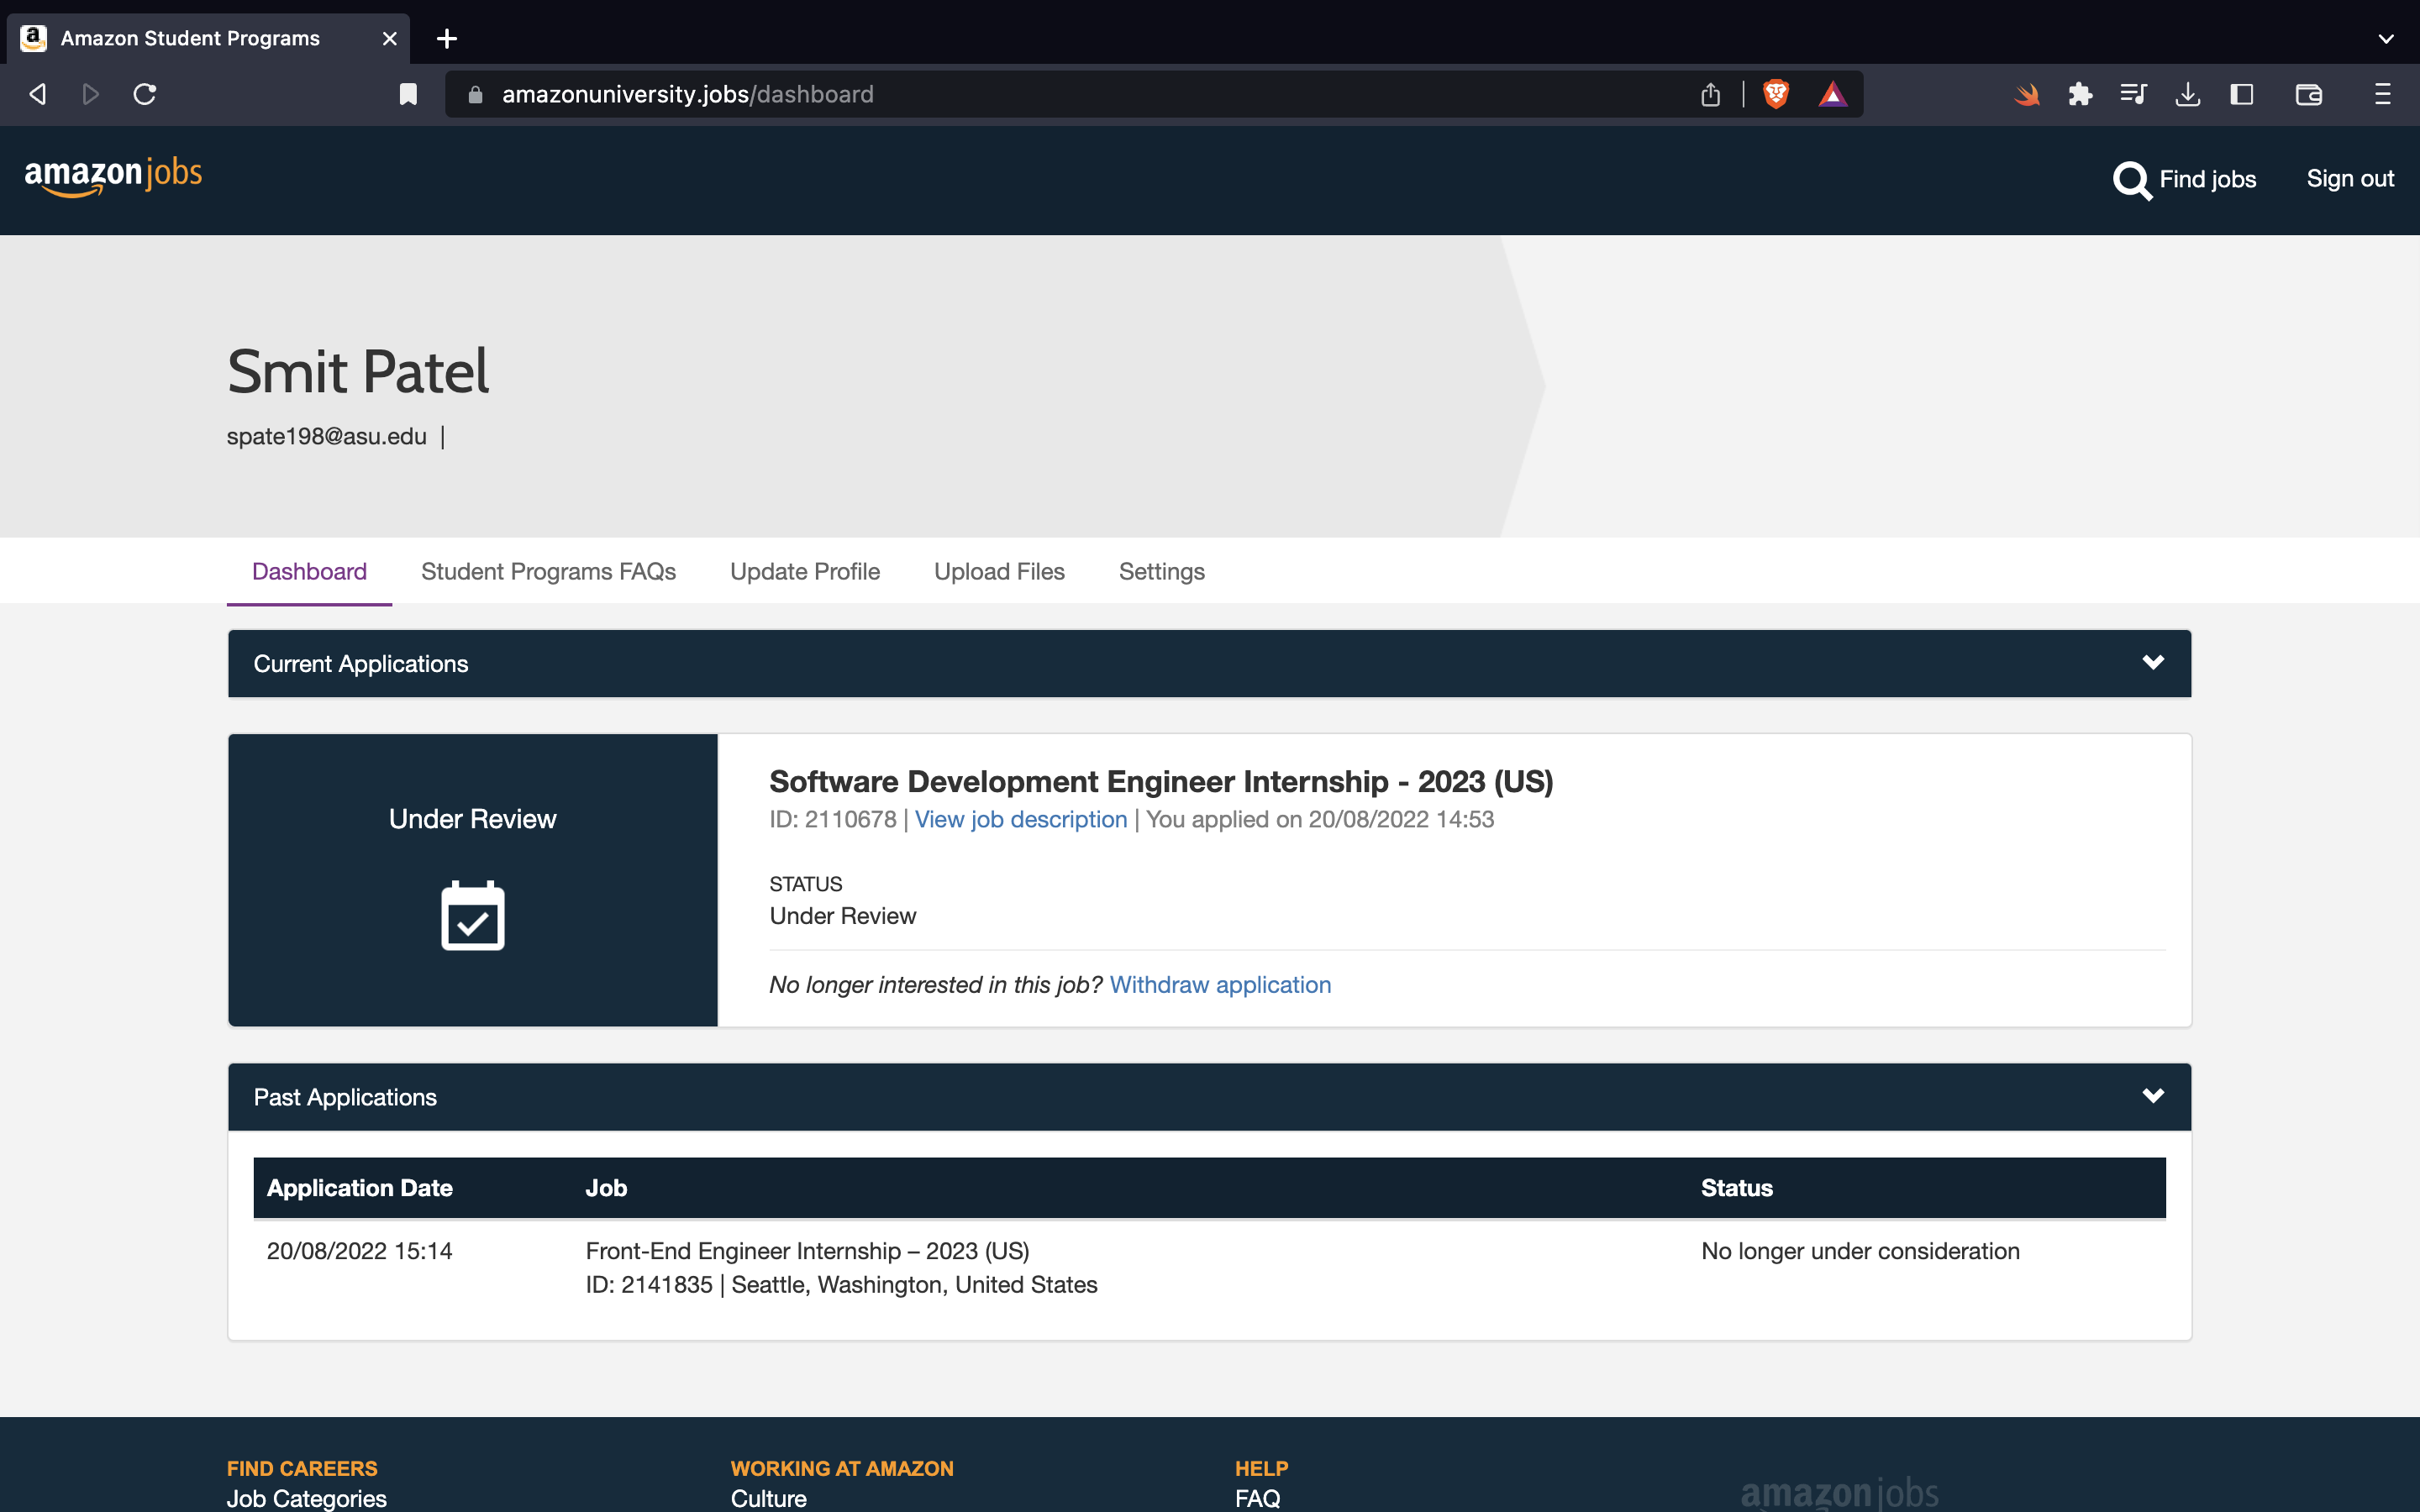 Amazon Student Programs
amazonuniversity.jobs/dashboard
amazonjobs
Find jobs
Sign out
Smit Patel
spate198@asu.edu |
Dashboard
Student Programs FAQs
Update Profile
Upload Files
Settings
Current Applications
Under Review
Software Development Engineer Internship - 2023 (US)
ID: 2110678 | View job description | You applied on 20/08/2022 14:53
STATUS
Under Review
No longer interested in this job? Withdraw application
Past Applications
Application Date
Job
Status
20/08/2022 15:14
Front-End Engineer Internship – 2023 (US)
No longer under consideration
ID: 2141835 | Seattle, Washington, United States
FIND CAREERS
WORKING AT AMAZON
HELP
Job Categories
Culture
FAQ
amazonjobs